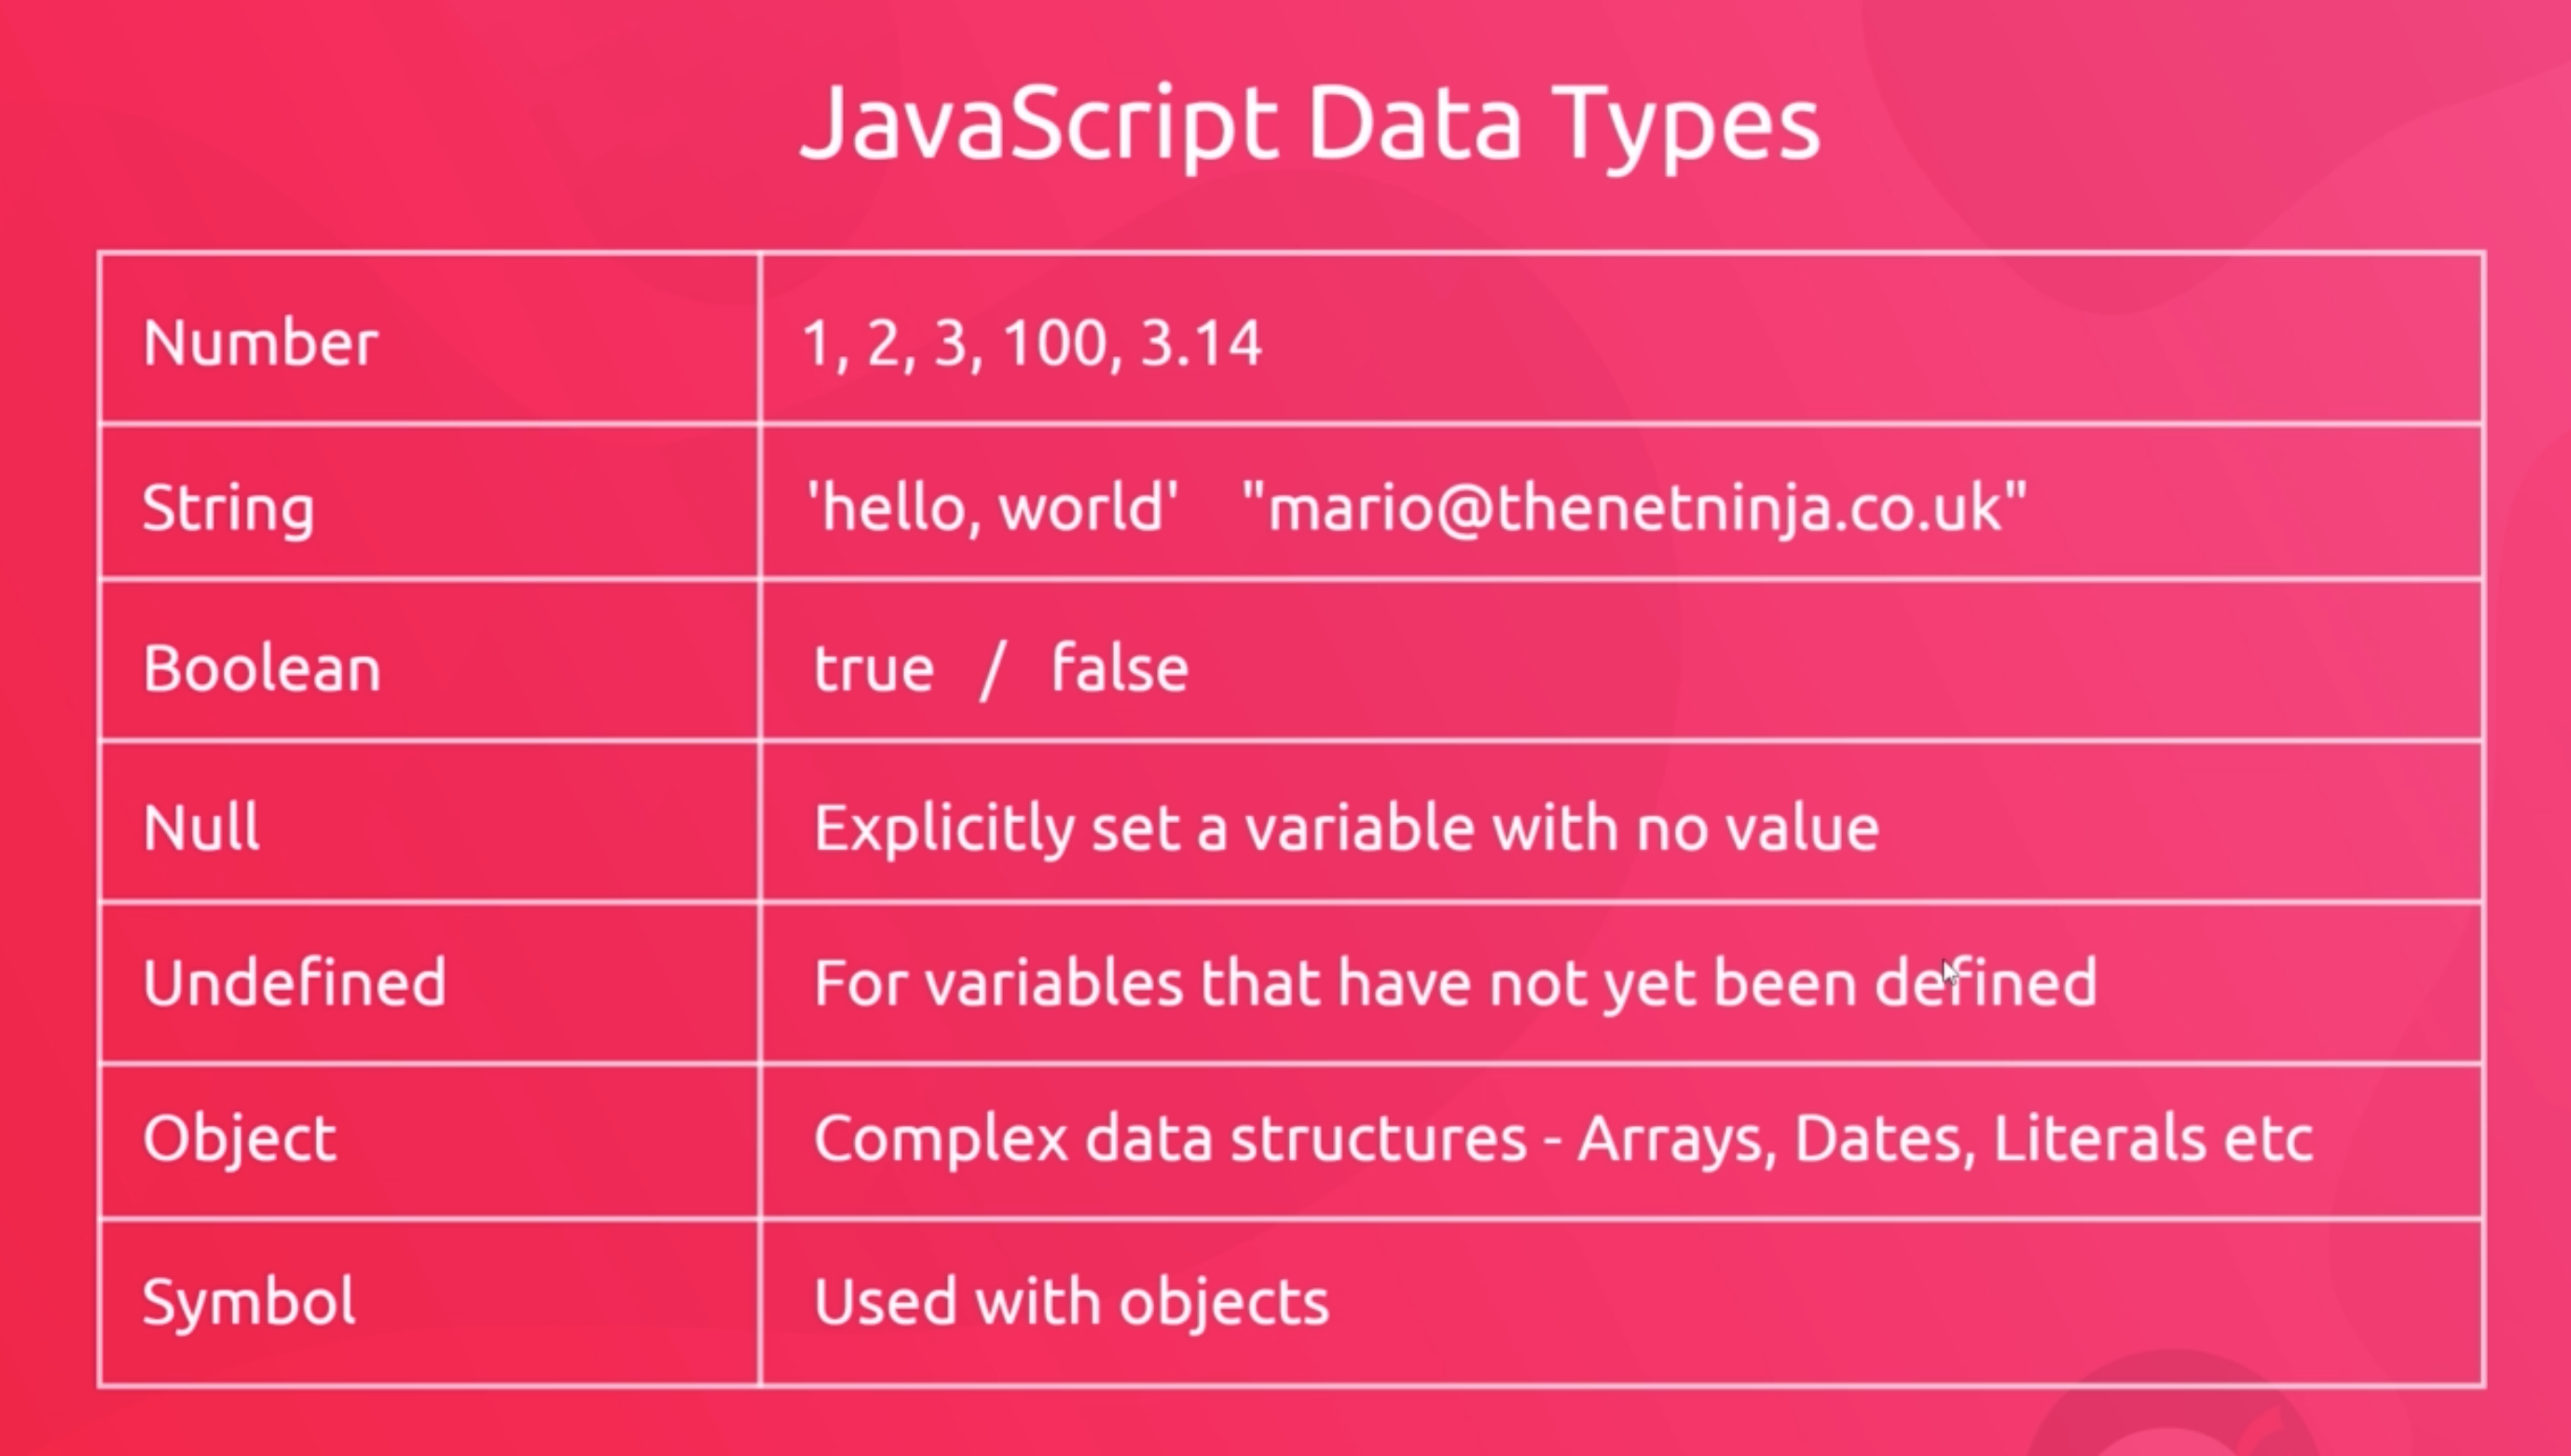 JavaScript Data Types
Number 1, 2, 3, 100, 3.14
String 'hello, world' "mario@thenetninja.co.uk"
Boolean true / false
Null Explicitly set a variable with no value
Undefined For variables that have not yet been defined
Object Complex data structures - Arrays, Dates, Literals etc
Symbol Used with objects